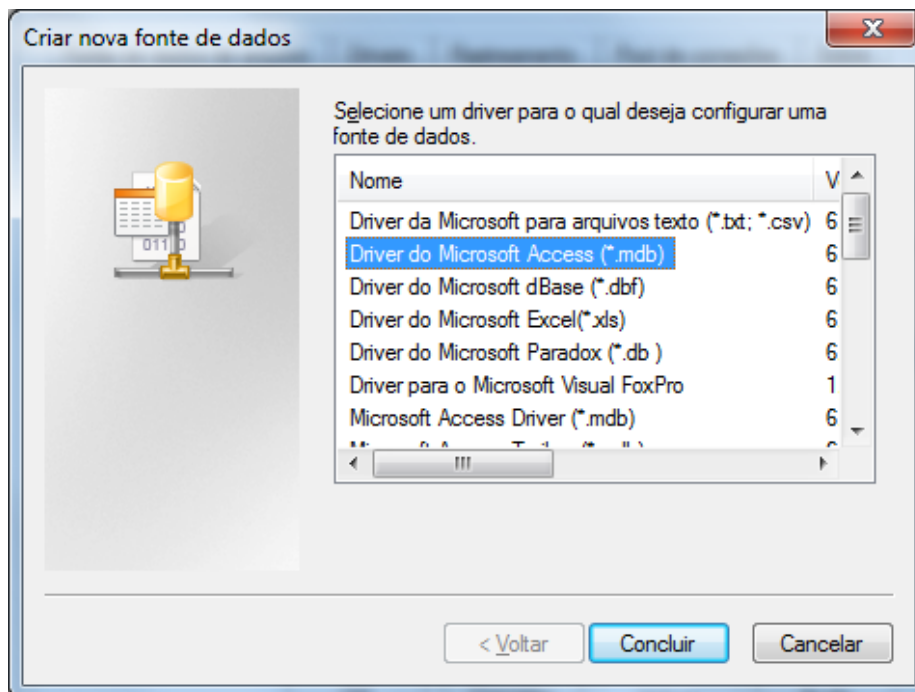 Criar nova fonte de dados
Selecione um driver para o qual deseja configurar uma
fonte de dados.
Nome V
Driver da Microsoft para arquivos texto (*.txt; *.csv) 6
Driver do Microsoft Access (*.mdb) 6
Driver do Microsoft dBase (*.dbf) 6
Driver do Microsoft Excel(*.xls) 6
Driver do Microsoft Paradox (*.db ) 6
Driver para o Microsoft Visual FoxPro 1
Microsoft Access Driver (*.mdb) 6
< Voltar Concluir Cancelar